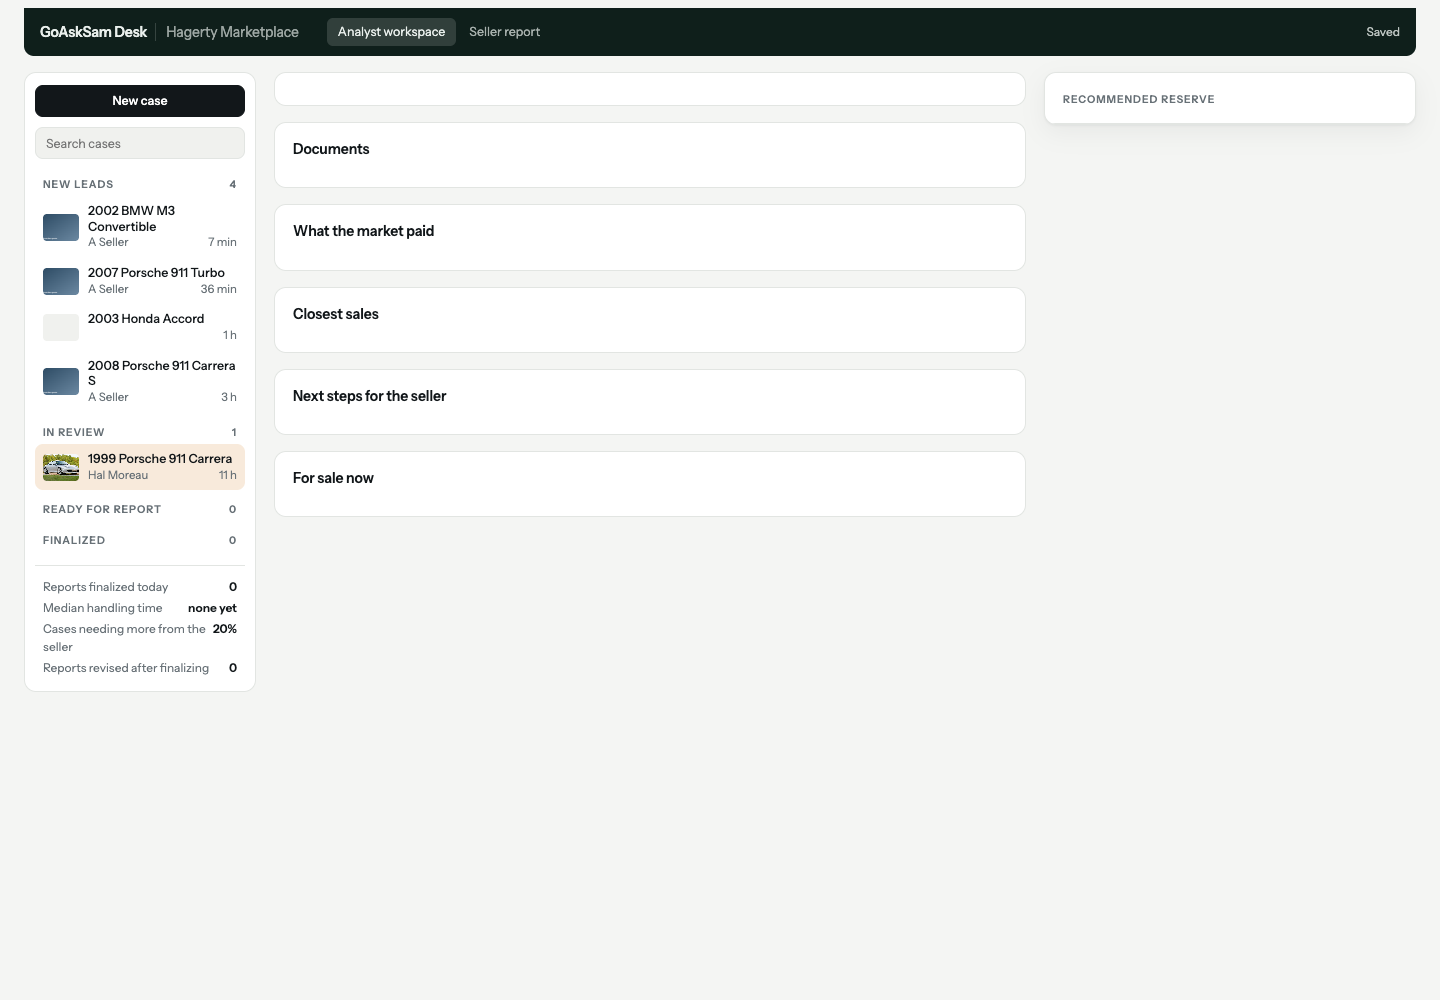 GoAskSam Desk
Hagerty Marketplace
Analyst workspace
Seller report
Saved
New case
Search cases
NEW LEADS 4
2002 BMW M3
Convertible
A Seller 7 min
2007 Porsche 911 Turbo
A Seller 36 min
2003 Honda Accord
1 h
2008 Porsche 911 Carrera
S
A Seller 3 h
IN REVIEW 1
1999 Porsche 911 Carrera
Hal Moreau 11 h
READY FOR REPORT 0
FINALIZED 0
Reports finalized today 0
Median handling time none yet
Cases needing more from the 20%
seller
Reports revised after finalizing 0
Documents
What the market paid
Closest sales
Next steps for the seller
For sale now
RECOMMENDED RESERVE